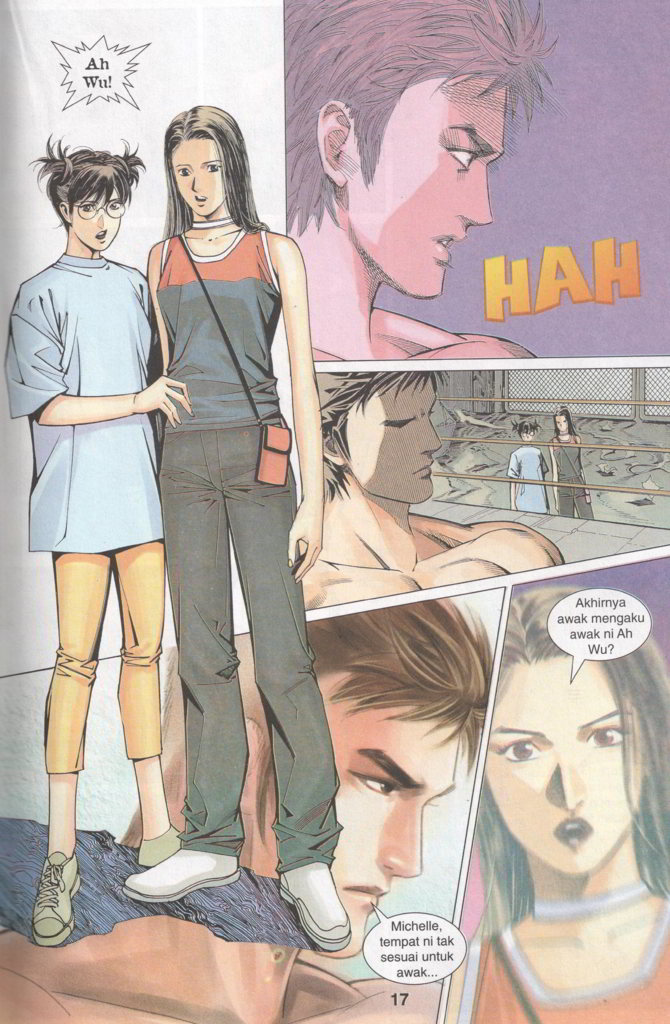 Ah
Wu!
HAH
Michelle,
tempat ni tak
sesuai untuk
awak...
Akhirnya
awak mengaku
awak ni Ah
Wu?
17